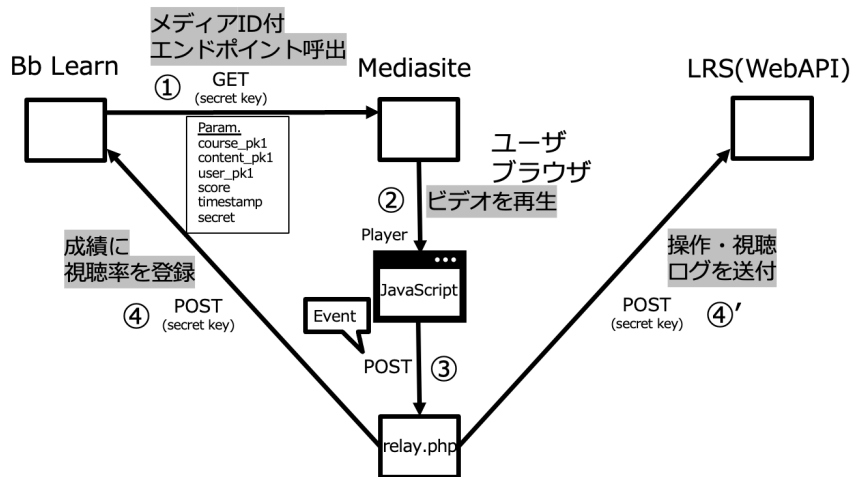 メディアID付
エンドポイント呼出
Bb Learn
Mediasite
LRS(WebAPI)
① GET
(secret key)
Param.
course_pk1
content_pk1
user_pk1
score
timestamp
secret
ユーザ
ブラウザ
②
ビデオを再生
Player
JavaScript
Event
成績に
視聴率を登録
④ POST
(secret key)
操作・視聴
ログを送付
POST ④’
(secret key)
POST ③
relay.php